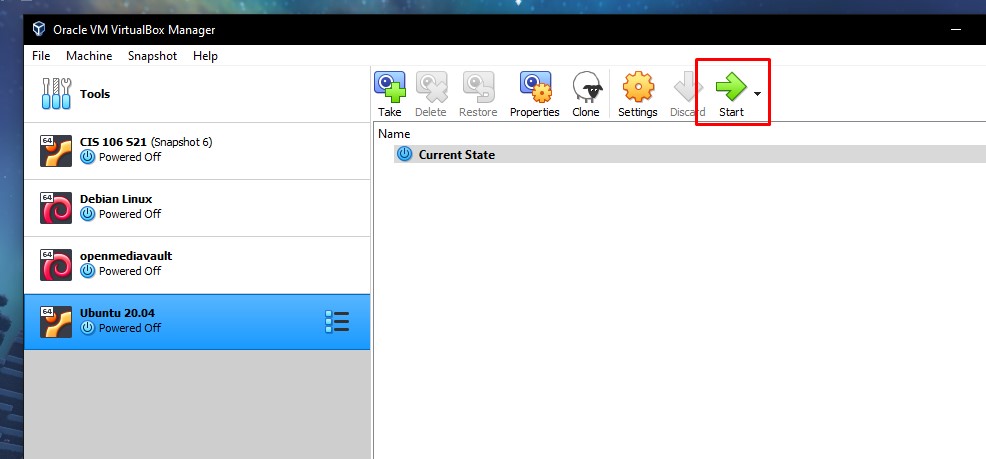 Oracle VM VirtualBox Manager
File Machine Snapshot Help
Tools
64
CIS 106 S21 (Snapshot 6)
Powered Off
64
Debian Linux
Powered Off
64
openmediavault
Powered Off
64
Ubuntu 20.04
Powered Off
Take Delete Restore Properties Clone Settings Discard Start
Name
Current State